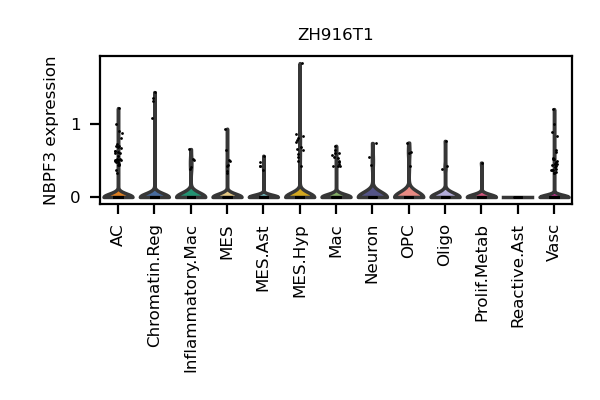 ZH916T1
NBPF3 expression
1
0
AC
Chromatin.Reg
Inflammatory.Mac
MES
MES.Ast
MES.Hyp
Mac
Neuron
OPC
Oligo
Prolif.Metab
Reactive.Ast
Vasc